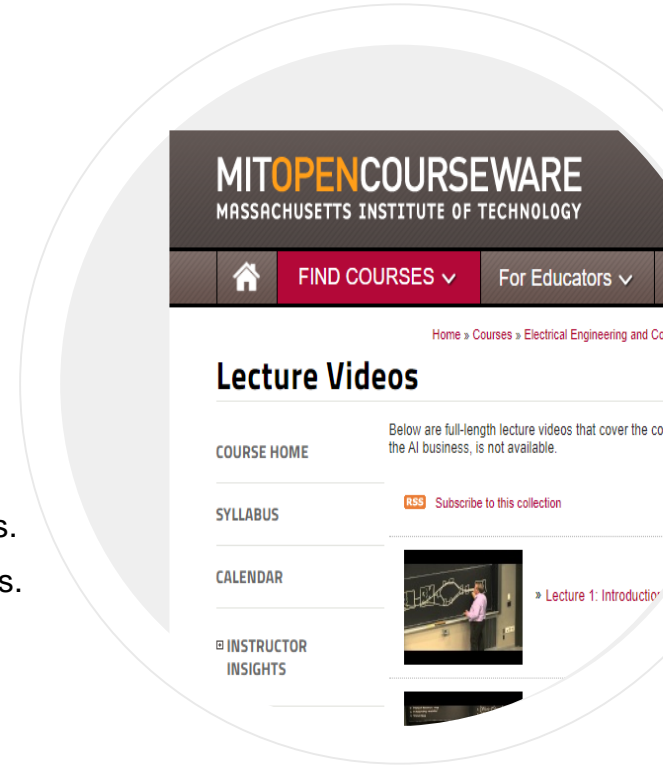 MITOPENCOURSEWARE
MASSACHUSETTS INSTITUTE OF TECHNOLOGY
FIND COURSES
For Educators
Home » Courses » Electrical Engineering and Co
Lecture Videos
Below are full-length lecture videos that cover the co
the AI business, is not available.
COURSE HOME
RSS Subscribe to this collection
SYLLABUS
s.
CALENDAR
s.
» Lecture 1: Introduction
INSTRUCTOR
INSIGHTS